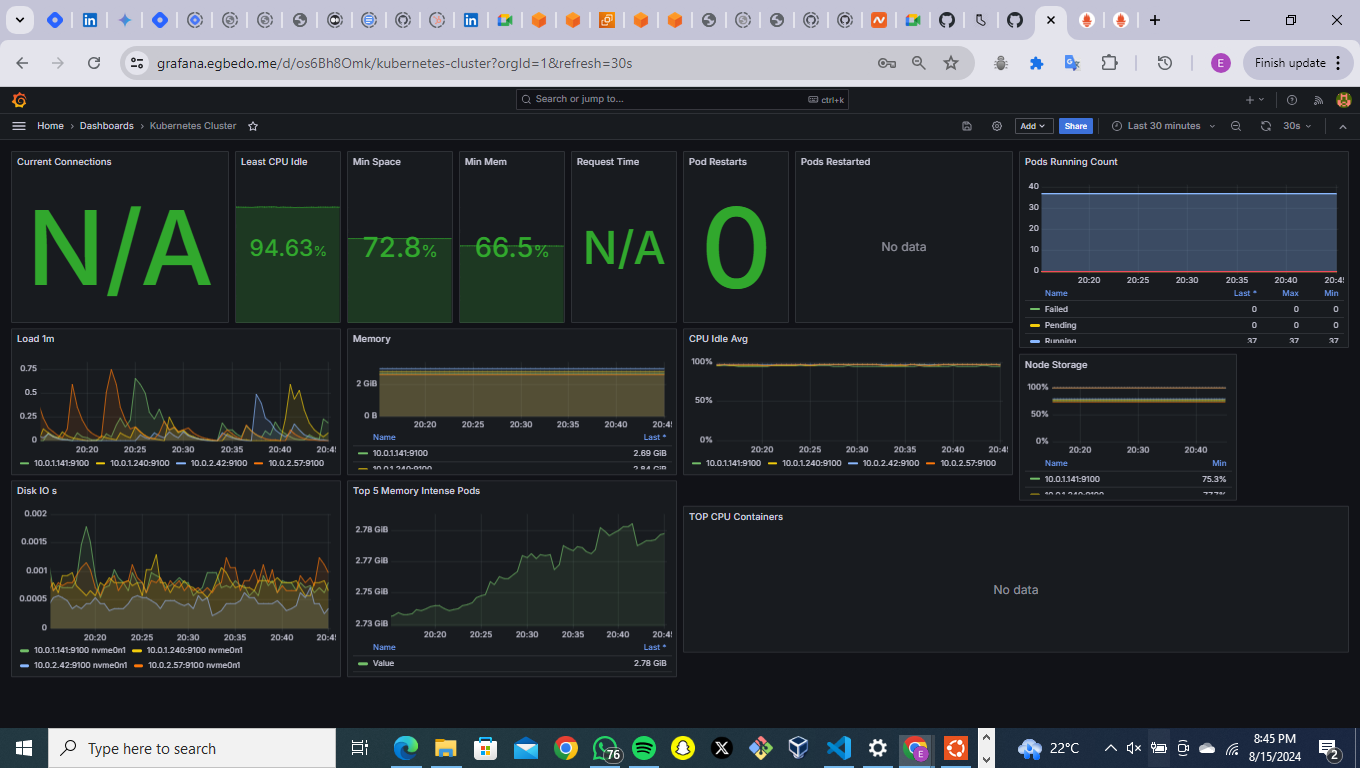 grafana.egbedo.me/d/os6Bh8Omk/kubernetes-cluster?orgId=1&refresh=30s
E
Finish update
Search or jump to...
ctrl+k
Home › Dashboards › Kubernetes Cluster
Add
Share
Last 30 minutes
30s
Current Connections
N/A
Least CPU Idle
94.63%
Min Space
72.8%
Min Mem
66.5%
Request Time
N/A
Pod Restarts
0
Pods Restarted
No data
Pods Running Count
40
30
20
10
0
20:20 20:25 20:30 20:35 20:40 20:45
Name Last * Max Min
Failed 0 0 0
Pending 0 0 0
Running 37 37 37
Load 1m
0.75
0.5
0.25
0
20:20 20:25 20:30 20:35 20:40 20:45
10.0.1.141:9100 10.0.1.240:9100 10.0.2.42:9100 10.0.2.57:9100
Memory
2 GiB
0 B
20:20 20:25 20:30 20:35 20:40 20:45
Name Last *
10.0.1.141:9100 2.69 GiB
10.0.1.240:9100 2.84 GiB
CPU Idle Avg
100%
50%
0%
20:20 20:25 20:30 20:35 20:40 20:45
10.0.1.141:9100 10.0.1.240:9100 10.0.2.42:9100 10.0.2.57:9100
Node Storage
100%
50%
0%
20:20 20:30 20:40
Name Min
10.0.1.141:9100 75.3%
10.0.1.240:9100 77.7%
Disk IO s
0.002
0.0015
0.001
0.0005
0
20:20 20:25 20:30 20:35 20:40 20:45
10.0.1.141:9100 nvme0n1 10.0.1.240:9100 nvme0n1
10.0.2.42:9100 nvme0n1 10.0.2.57:9100 nvme0n1
Top 5 Memory Intense Pods
2.78 GiB
2.77 GiB
2.75 GiB
2.73 GiB
20:20 20:25 20:30 20:35 20:40 20:45
Name Last *
Value 2.78 GiB
TOP CPU Containers
No data
Type here to search
76
E
22°C
8:45 PM
8/15/2024
2